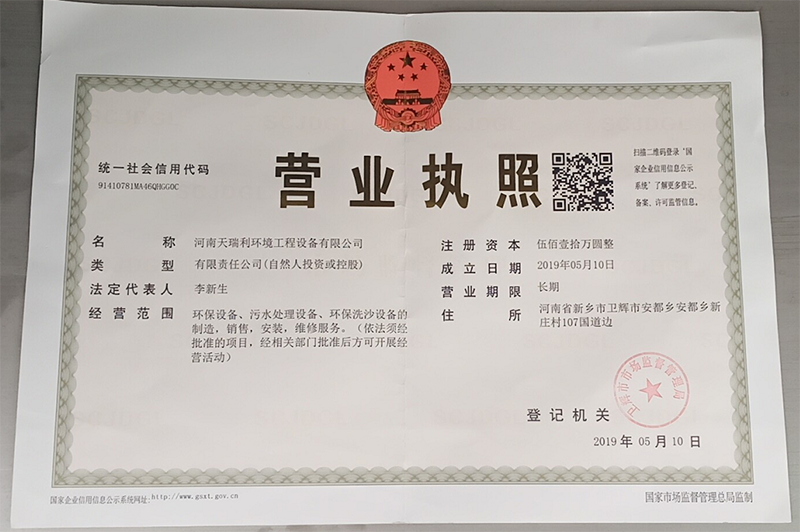 统一社会信用代码
91410781MA46QHGG0C
营业执照
扫描二维码登录"国
家企业信用信息公示
系统"了解更多登记、
备案、许可监管信息。
名称 河南天瑞利环境工程设备有限公司
类型 有限责任公司(自然人投资或控股)
法定代表人 李新生
经营范围 环保设备、污水处理设备、环保洗沙设备的
制造，销售，安装，维修服务。（依法须经
批准的项目，经相关部门批准后方可开展经
营活动）
注册资本 伍佰壹拾万圆整
成立日期 2019年05月10日
营业期限 长期
住所 河南省新乡市卫辉市安都乡安都乡新
庄村107国道边
卫辉市市场监督管理局
登记机关
2019年05月10日
国家企业信用信息公示系统网址:http://www.gsxt.gov.cn
国家市场监督管理总局监制